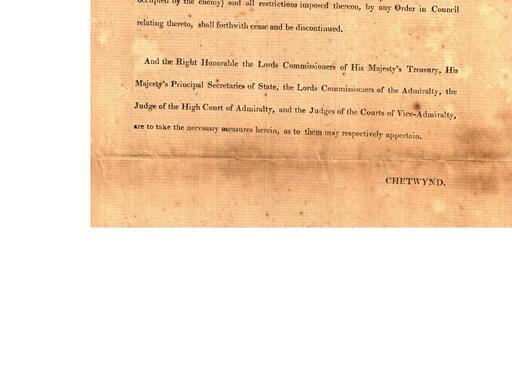 occupied by the enemy) and all restrictions imposed thereon, by any Order in Council
relating thereto, shall forthwith cease and be discontinued.
And the Right Honorable the Lords Commissioners of His Majesty's Treasury, His
Majesty's Principal Secretaries of State, the Lords Commissioners of the Admiralty, the
Judge of the High Court of Admiralty, and the Judges of the Courts of Vice-Admiralty,
are to take the necessary measures herein, as to them may respectively appertain.
CHETWYND.